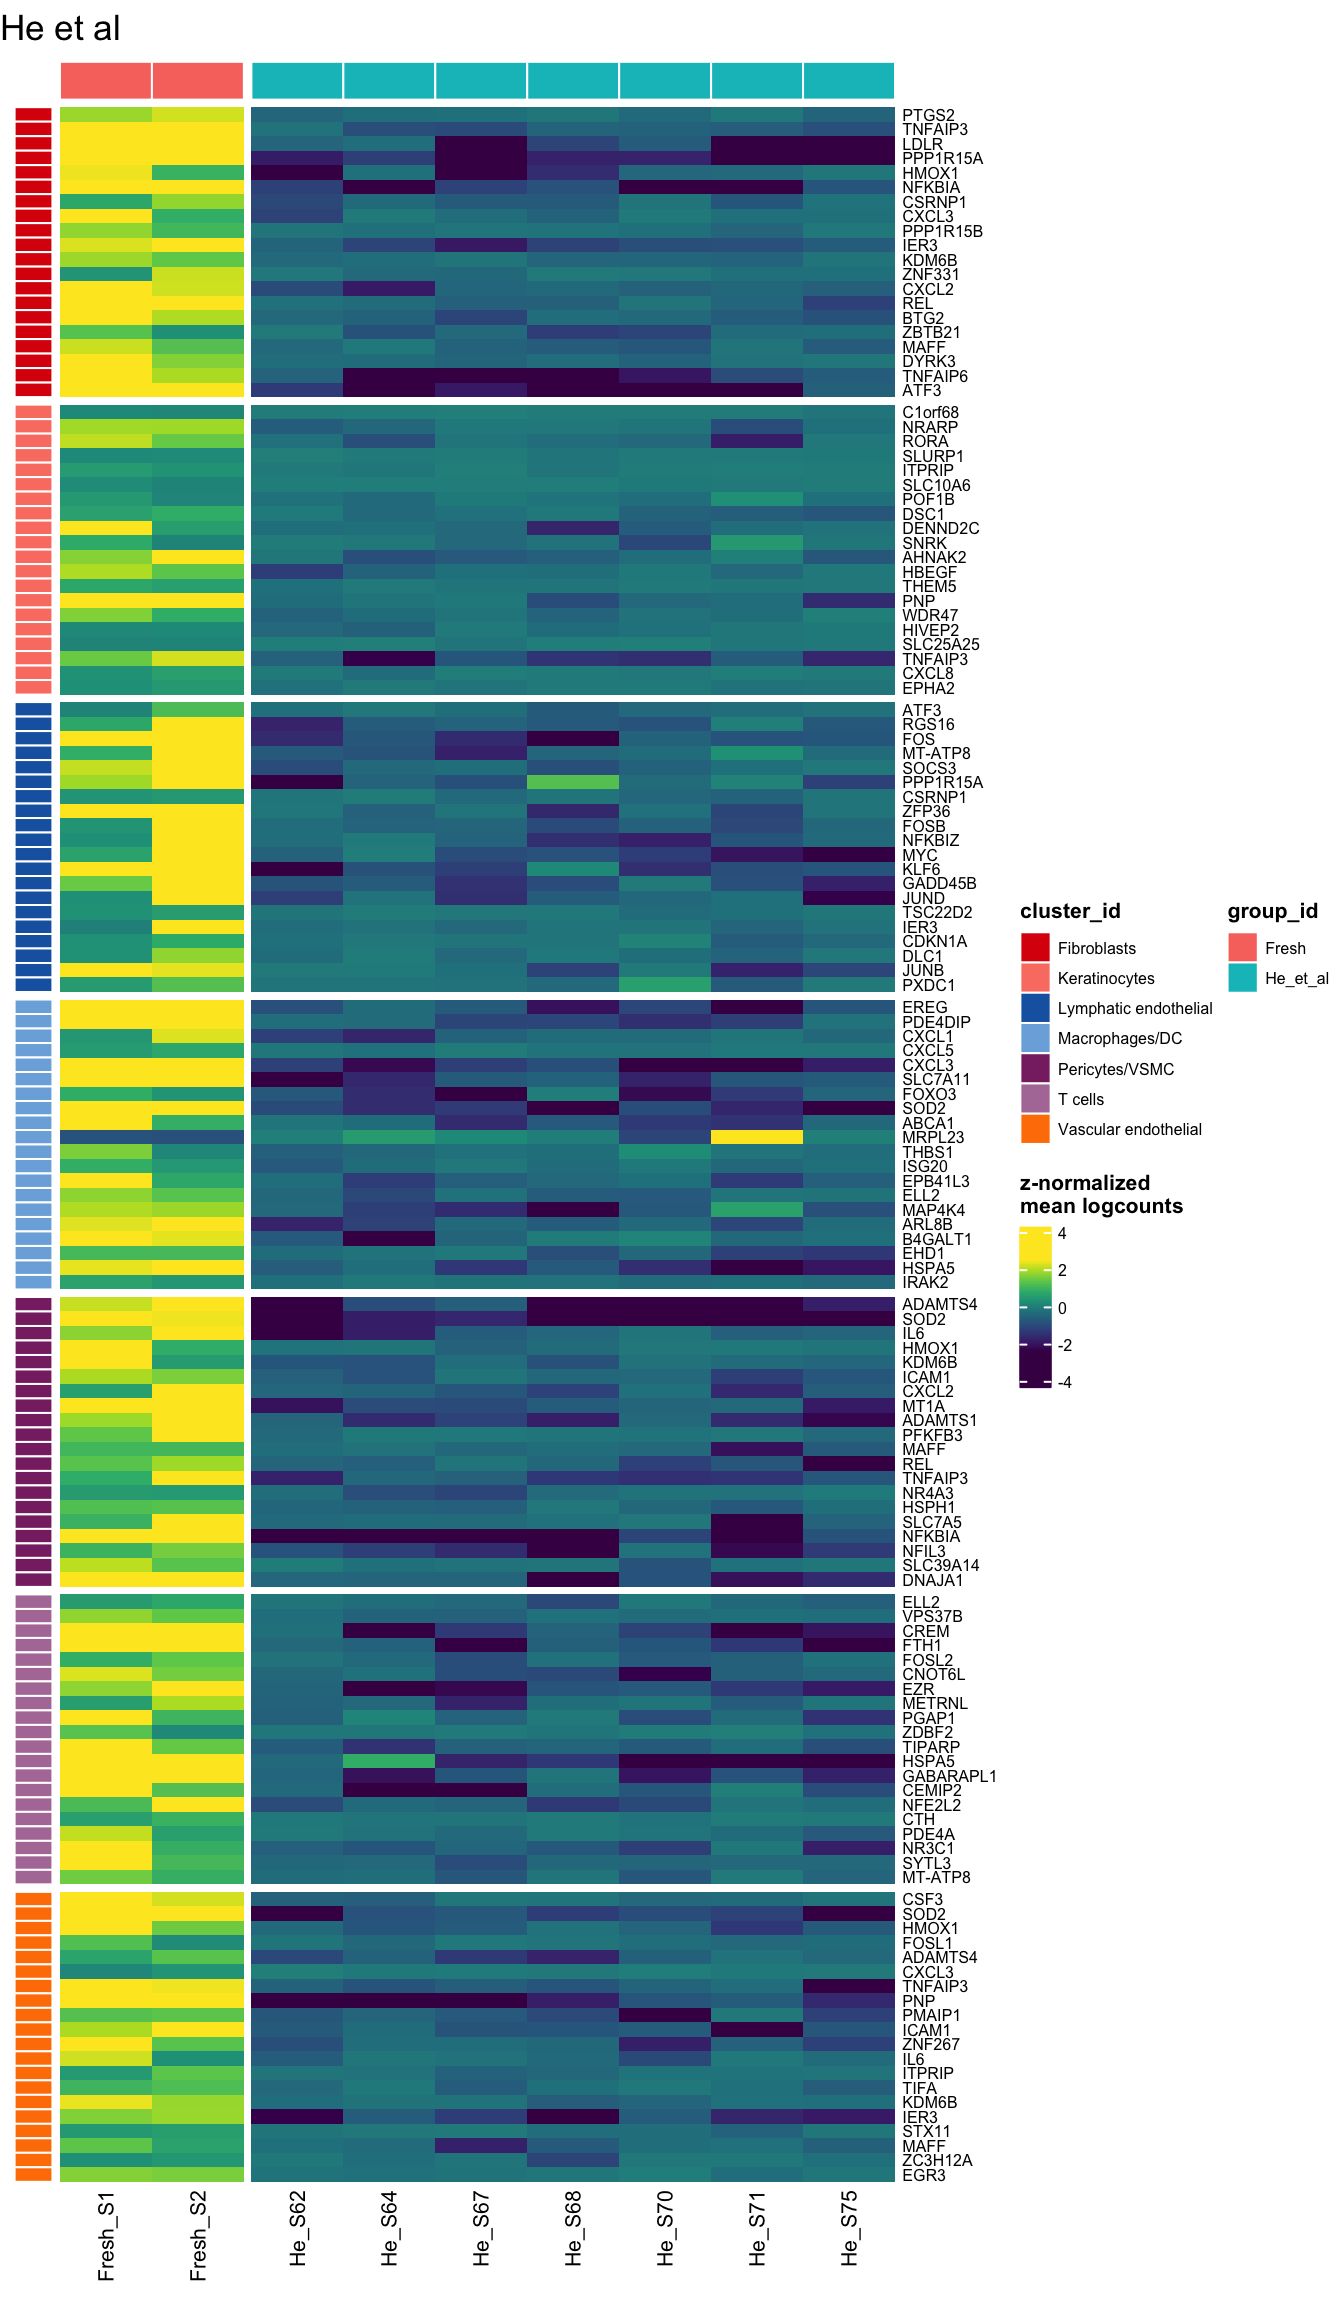 He et al
PTGS2
TNFAIP3
LDLR
PPP1R15A
HMOX1
NFKBIA
CSRNP1
CXCL3
PPP1R15B
IER3
KDM6B
ZNF331
CXCL2
REL
BTG2
ZBTB21
MAFF
DYRK3
TNFAIP6
ATF3
C1orf68
NRARP
RORA
SLURP1
ITPRIP
SLC10A6
POF1B
DSC1
DENND2C
SNRK
AHNAK2
HBEGF
THEM5
PNP
WDR47
HIVEP2
SLC25A25
TNFAIP3
CXCL8
EPHA2
ATF3
RGS16
FOS
MT-ATP8
SOCS3
PPP1R15A
CSRNP1
ZFP36
FOSB
NFKBIZ
MYC
KLF6
GADD45B
JUND
TSC22D2
IER3
CDKN1A
DLC1
JUNB
PXDC1
EREG
PDE4DIP
CXCL1
CXCL5
CXCL3
SLC7A11
FOXO3
SOD2
ABCA1
MRPL23
THBS1
ISG20
EPB41L3
ELL2
MAP4K4
ARL8B
B4GALT1
EHD1
HSPA5
IRAK2
ADAMTS4
SOD2
IL6
HMOX1
KDM6B
ICAM1
CXCL2
MT1A
ADAMTS1
PFKFB3
MAFF
REL
TNFAIP3
NR4A3
HSPH1
SLC7A5
NFKBIA
NFIL3
SLC39A14
DNAJA1
ELL2
VPS37B
CREM
FTH1
FOSL2
CNOT6L
EZR
METRNL
PGAP1
ZDBF2
TIPARP
HSPA5
GABARAPL1
CEMIP2
NFE2L2
CTH
PDE4A
NR3C1
SYTL3
MT-ATP8
CSF3
SOD2
HMOX1
FOSL1
ADAMTS4
CXCL3
TNFAIP3
PNP
PMAIP1
ICAM1
ZNF267
IL6
ITPRIP
TIFA
KDM6B
IER3
STX11
MAFF
ZC3H12A
EGR3
Fresh_S1
Fresh_S2
He_S62
He_S64
He_S67
He_S68
He_S70
He_S71
He_S75
cluster_id
Fibroblasts
Keratinocytes
Lymphatic endothelial
Macrophages/DC
Pericytes/VSMC
T cells
Vascular endothelial
group_id
Fresh
He_et_al
z-normalized
mean logcounts
4
2
0
-2
-4